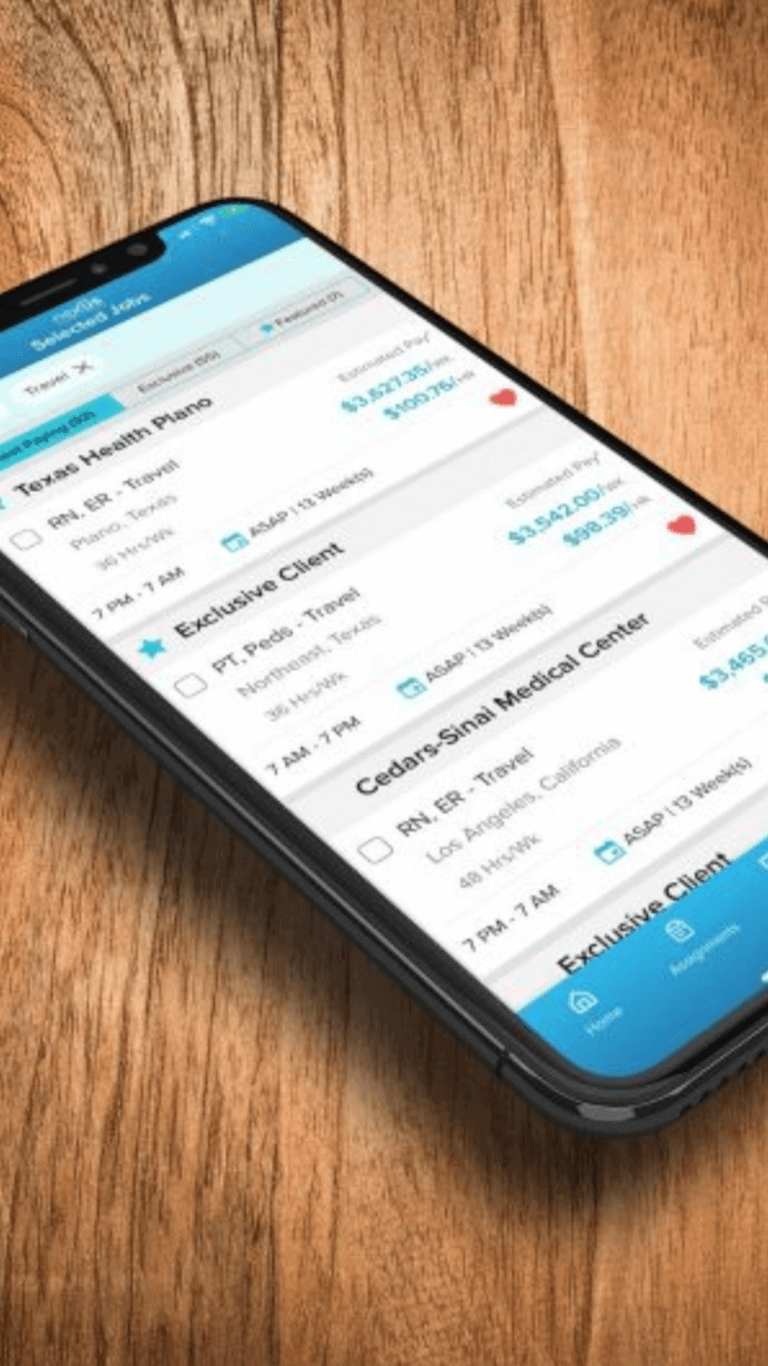 Selected Jobs
Travel ✕
Paying (90)
Exclusive (55)
Featured (7)
Texas Health Plano
Estimated Pay
$3,627.35/wk
$100.76/HR
RN, ER - Travel
Plano, Texas
36 Hrs/Wk
7 PM - 7 AM
ASAP | 13 Week(s)
Exclusive Client
Estimated Pay
$3,542.00/wk
$98.39/HR
PT, Peds - Travel
Northeast, Texas
36 Hrs/Wk
7 AM - 7 PM
ASAP | 13 Week(s)
Cedars-Sinai Medical Center
Estimated
$3,465
RN, ER - Travel
Los Angeles, California
48 Hrs/Wk
7 PM - 7 AM
ASAP | 13 Week(s)
Exclusive Client
Home
Assignments